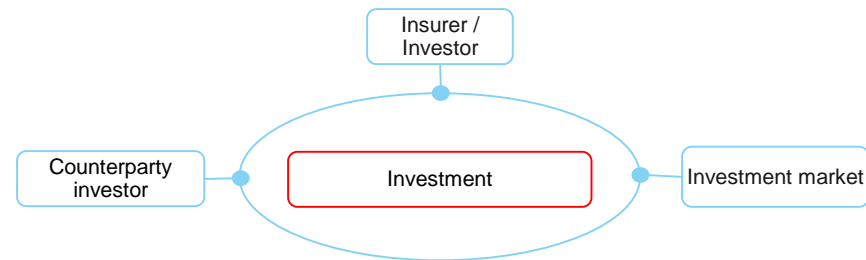 Insurer /
Investor
Counterparty
investor
Investment
Investment market